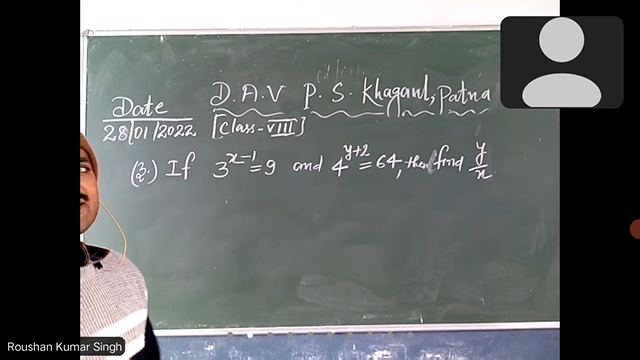 D.A.V P.S. Khagaul, Patna
Date
28/01/2022 [Class-VIII]
If 3^{x-1}=9 and 4^{y+2}=64, then find y/x
Roushan Kumar Singh